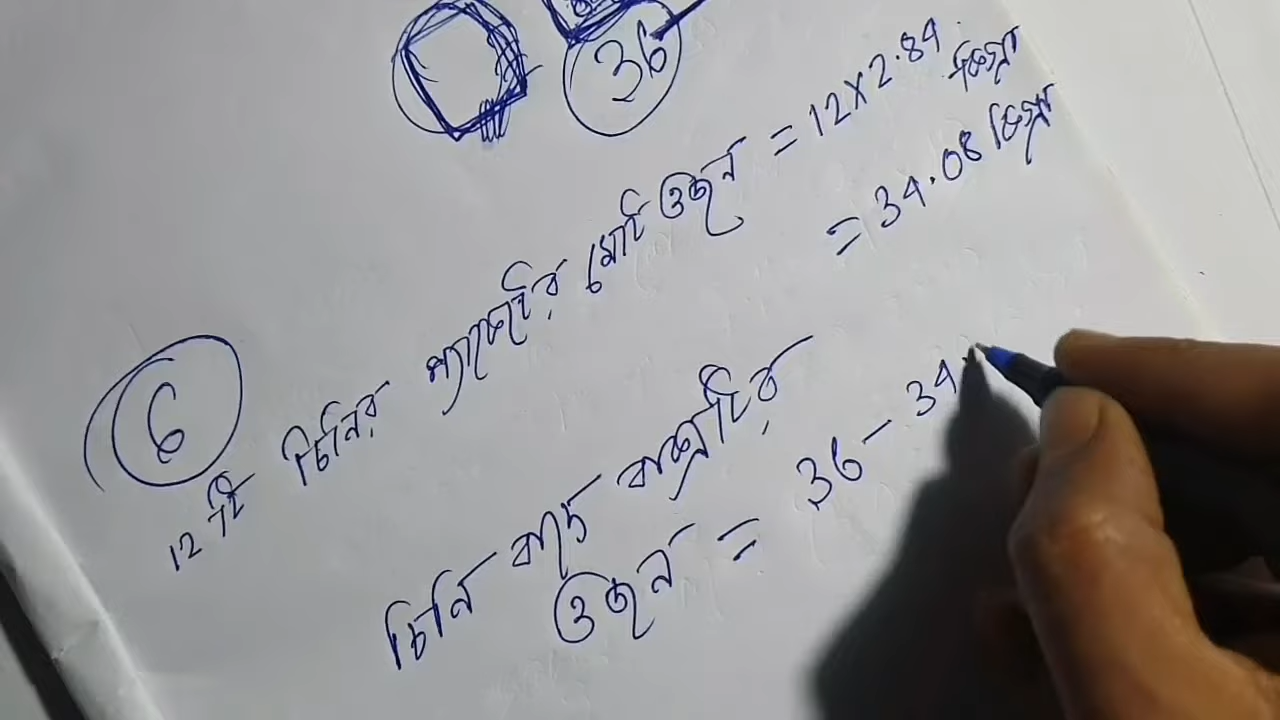 36
6
12 টি চিনির প্যাকেটের মোট ওজন = 12 × 2.84 কিগ্রা
= 34.08 কিগ্রা
চিনি বাদে বাক্সটির
ওজন = 36 - 34